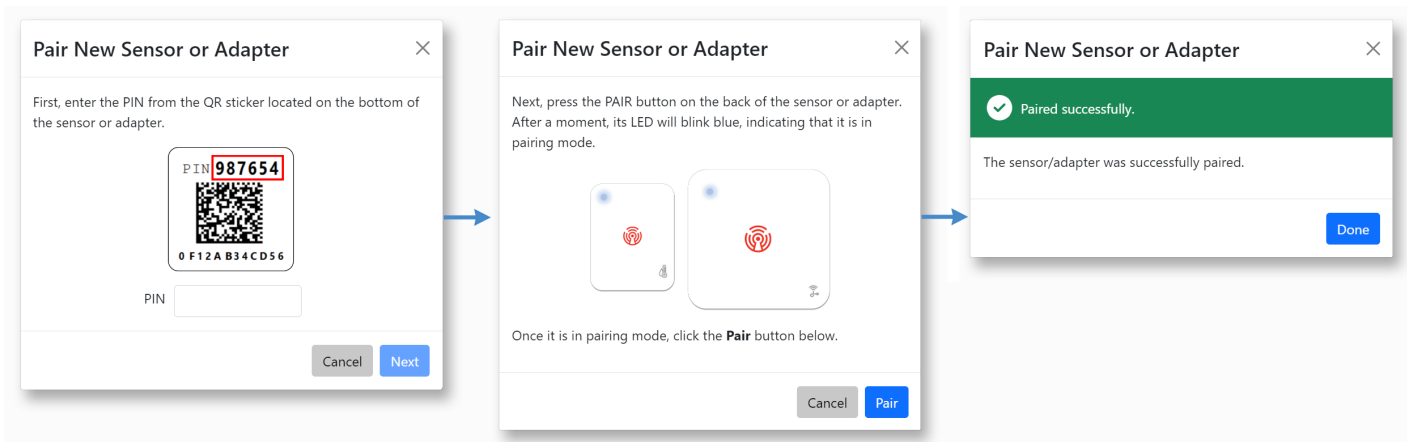 Pair New Sensor or Adapter
First, enter the PIN from the QR sticker located on the bottom of
the sensor or adapter.
PIN 987654
0F12AB34CD56
PIN
Cancel
Next
Pair New Sensor or Adapter
Next, press the PAIR button on the back of the sensor or adapter.
After a moment, its LED will blink blue, indicating that it is in
pairing mode.
Once it is in pairing mode, click the Pair button below.
Cancel
Pair
Pair New Sensor or Adapter
Paired successfully.
The sensor/adapter was successfully paired.
Done